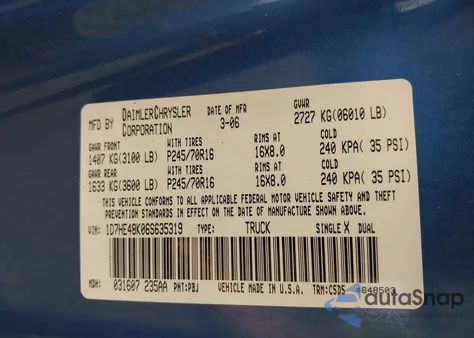 MFD BY DAIMLERCHRYSLER CORPORATION DATE OF MFR 3-06 GVWR 2727 KG(06010 LB)
GAWR FRONT WITH TIRES RIMS AT COLD
1407 KG(3100 LB) P245/70R16 16X8.0 240 KPA( 35 PSI)
GAWR REAR WITH TIRES RIMS AT COLD
1633 KG(3600 LB) P245/70R16 16X8.0 240 KPA( 35 PSI)
THIS VEHICLE CONFORMS TO ALL APPLICABLE FEDERAL MOTOR VEHICLE SAFETY AND THEFT
PREVENTION STANDARDS IN EFFECT ON THE DATE OF MANUFACTURE SHOWN ABOVE.
VIN: 1D7HE48K06S635319 TYPE: TRUCK SINGLE X DUAL
MDH: 031607 235AA PNT:PBJ VEHICLE MADE IN U.S.A. TRM:C5D5 4649503
autaSnap